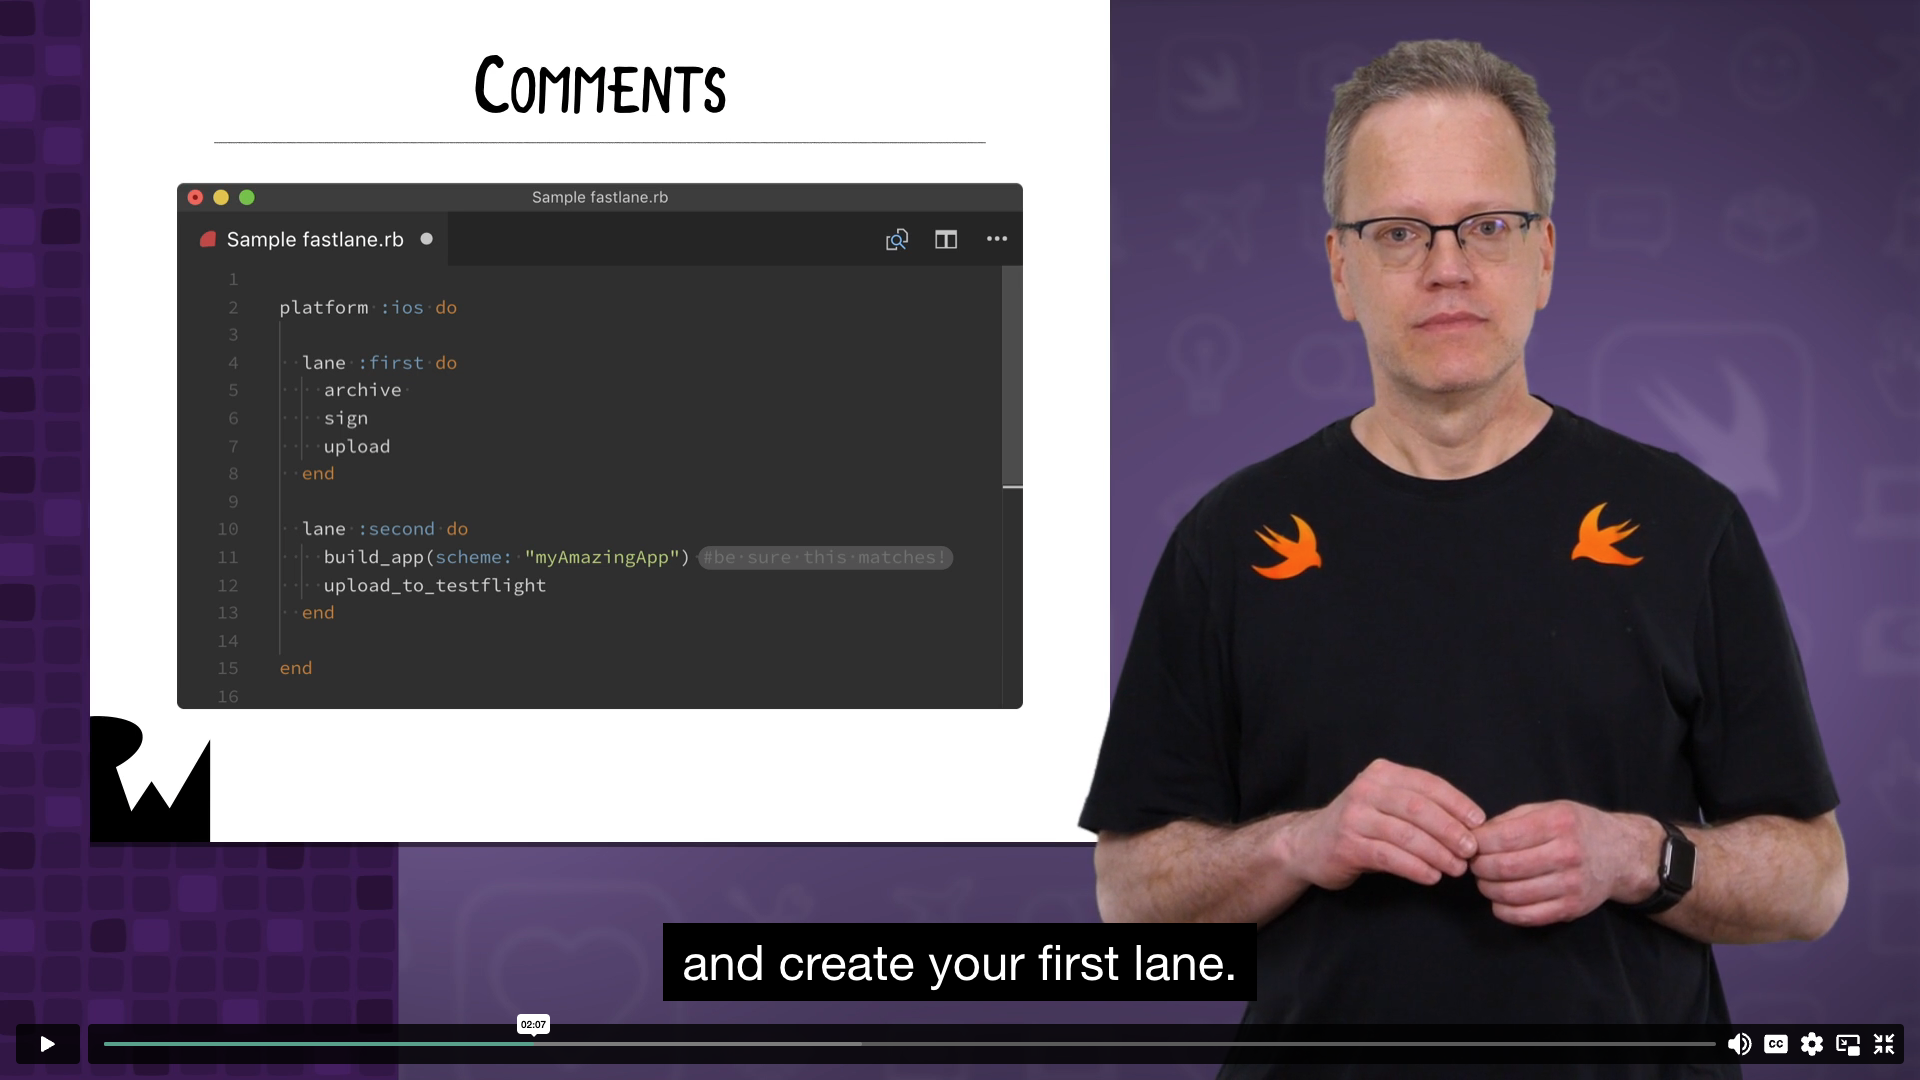 COMMENTS
Sample fastlane.rb
Sample fastlane.rb
1
2 platform :ios do
3
4 lane :first do
5 archive
6 sign
7 upload
8 end
9
10 lane :second do
11 build_app(scheme: "myAmazingApp") #be sure this matches!
12 upload_to_testflight
13 end
14
15 end
16
RW
and create your first lane.
02:07
CC